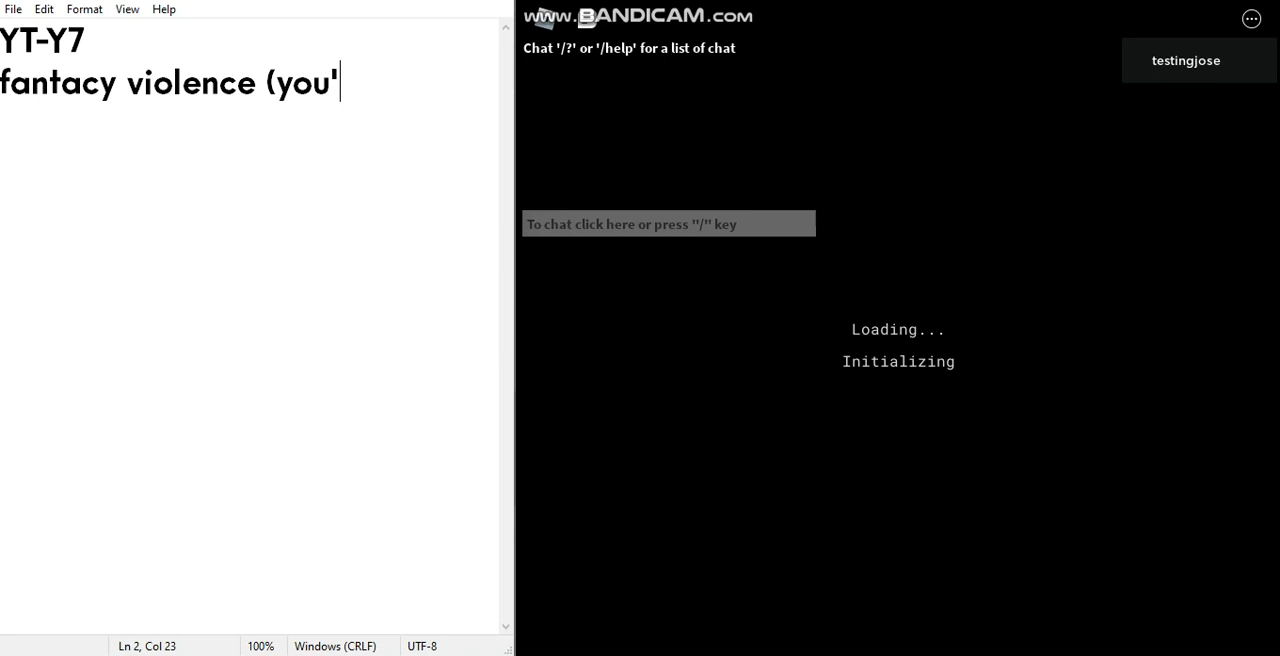 File Edit Format View Help
YT-Y7
fantacy violence (you'
Ln 2, Col 23 100% Windows (CRLF) UTF-8
www.BANDICAM.com
Chat '/?' or '/help' for a list of chat
testingjose
To chat click here or press "/" key
Loading...
Initializing